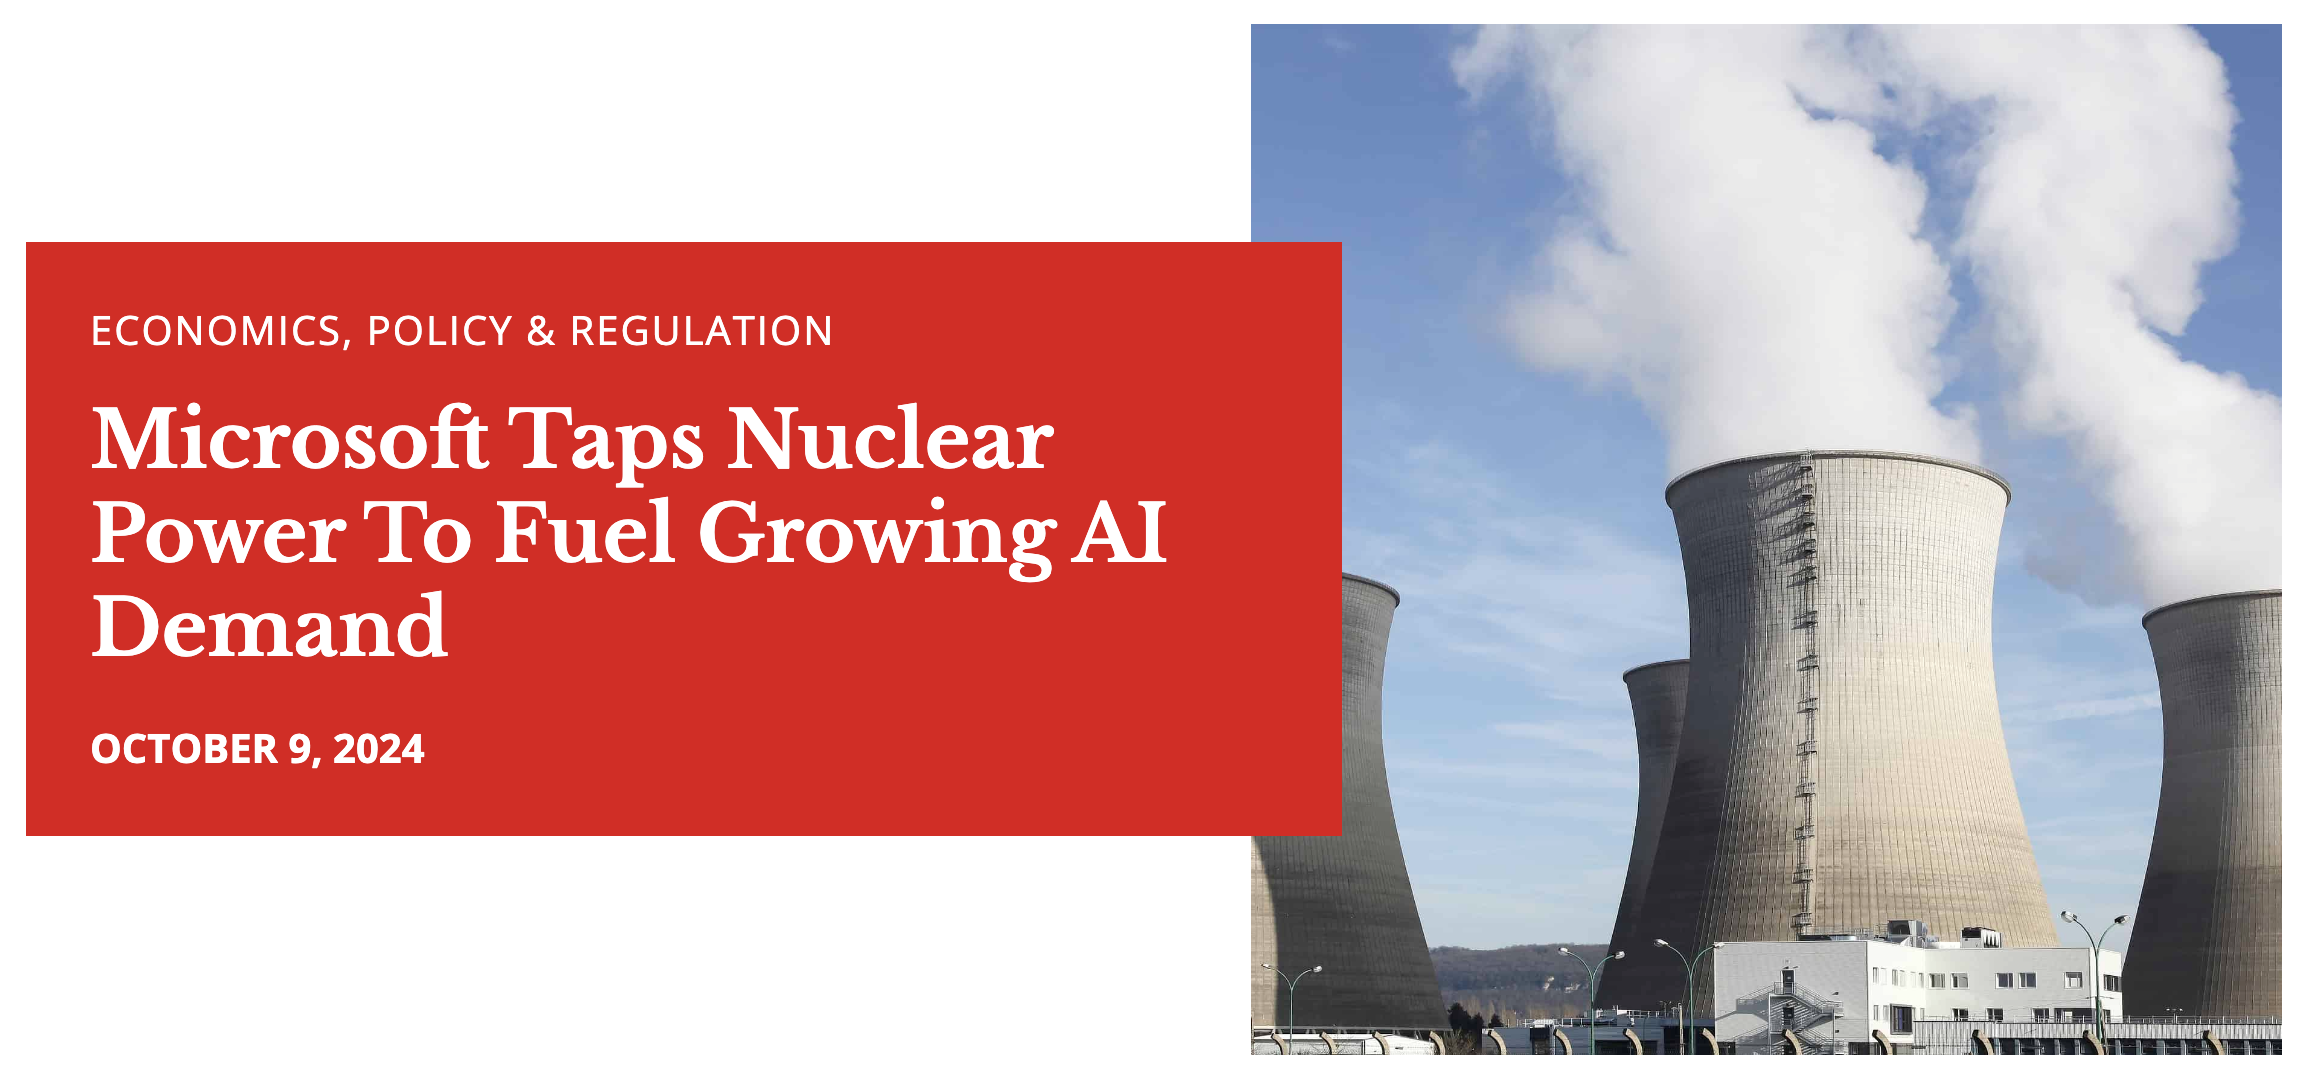 ECONOMICS, POLICY & REGULATION
Microsoft Taps Nuclear
Power To Fuel Growing AI
Demand
OCTOBER 9, 2024